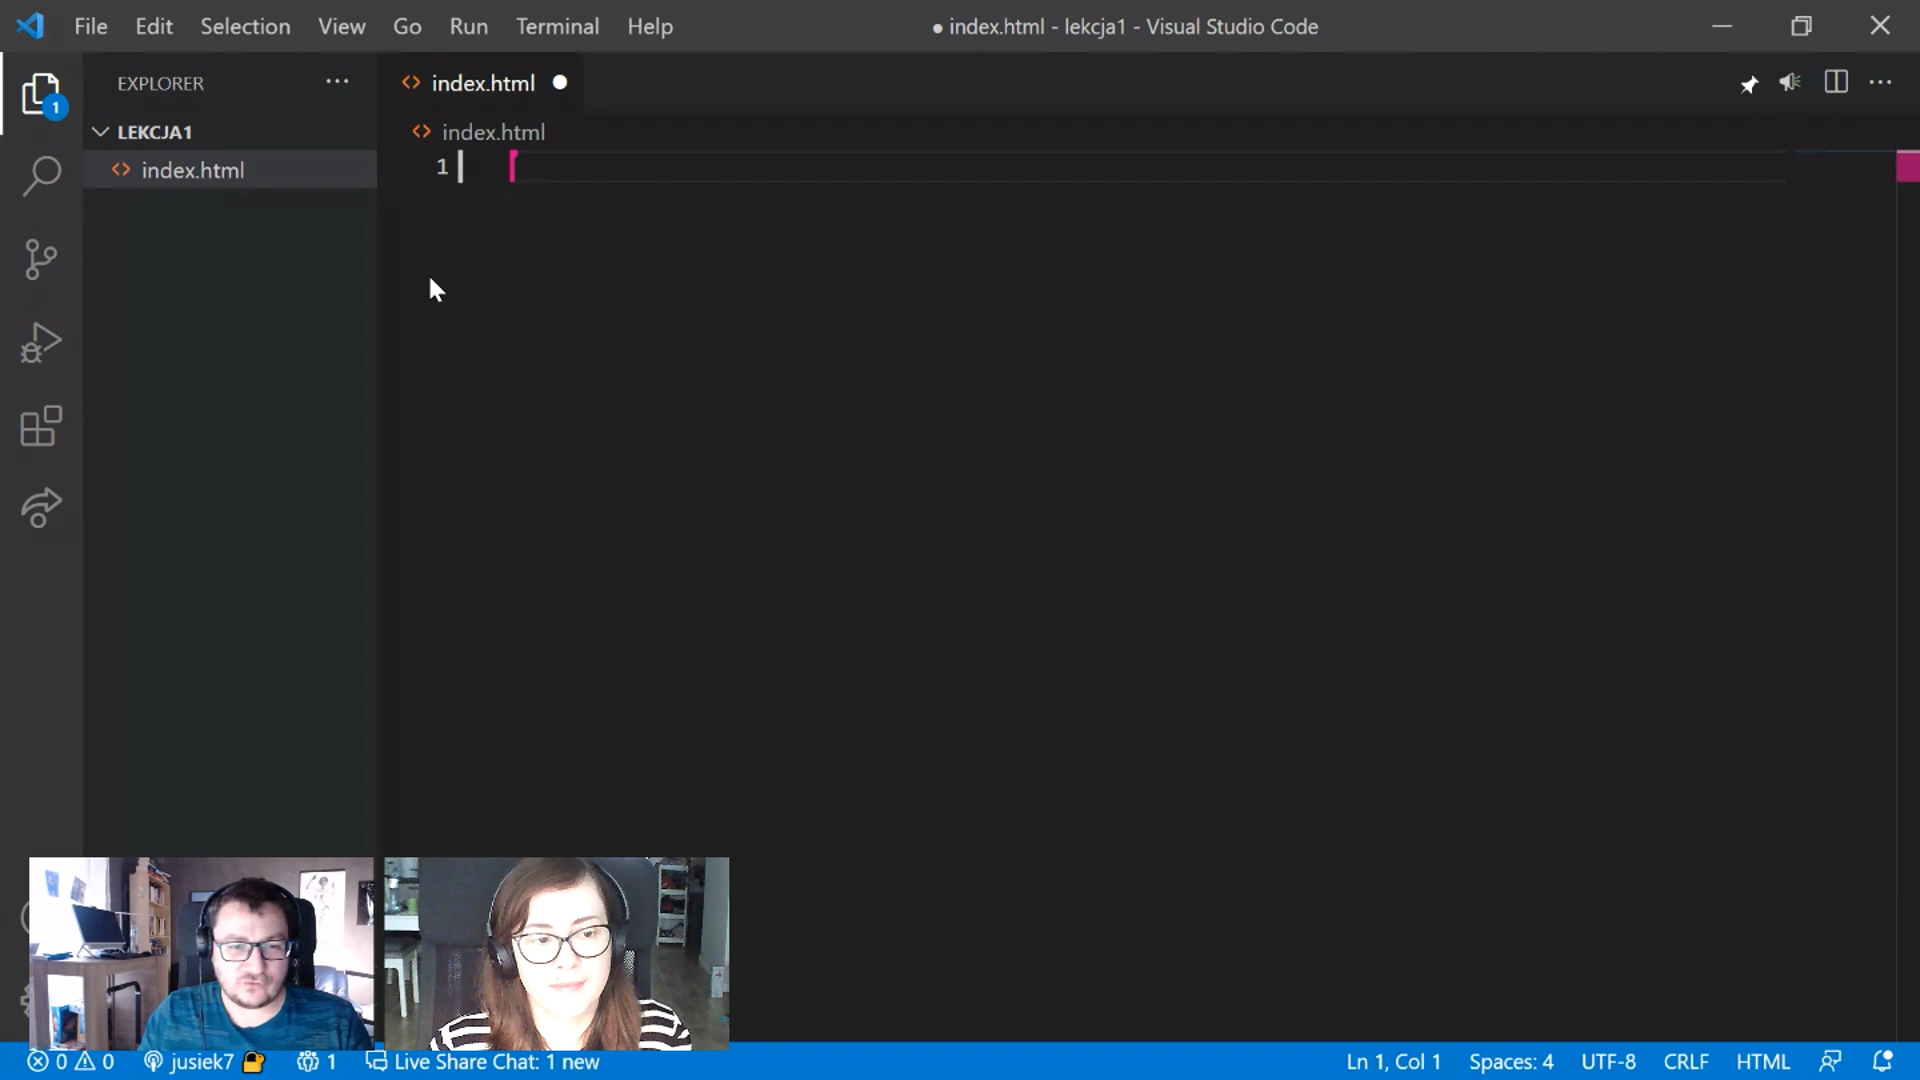 File Edit Selection View Go Run Terminal Help
● index.html - lekcja1 - Visual Studio Code
EXPLORER
1
LEKCJA1
index.html
index.html
index.html
1
0 0 jusiek7 1 Live Share Chat: 1 new
Ln 1, Col 1 Spaces: 4 UTF-8 CRLF HTML